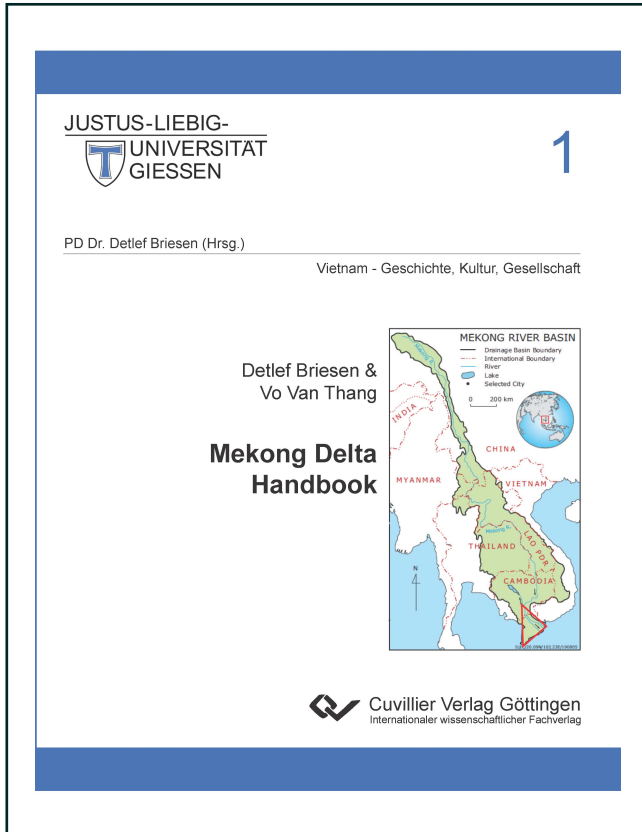 JUSTUS-LIEBIG-
UNIVERSITÄT
GIESSEN
1
PD Dr. Detlef Briesen (Hrsg.)
Vietnam - Geschichte, Kultur, Gesellschaft
Detlef Briesen &
Vo Van Thang
Mekong Delta
Handbook
MEKONG RIVER BASIN
Drainage Basin Boundary
International Boundary
River
Lake
Selected City
0 200 km
Mekong R.
INDIA
CHINA
MYANMAR
VIETNAM
Mekong R.
LAO PDR
THAILAND
CAMBODIA
N
Cuvillier Verlag Göttingen
Internationaler wissenschaftlicher Fachverlag